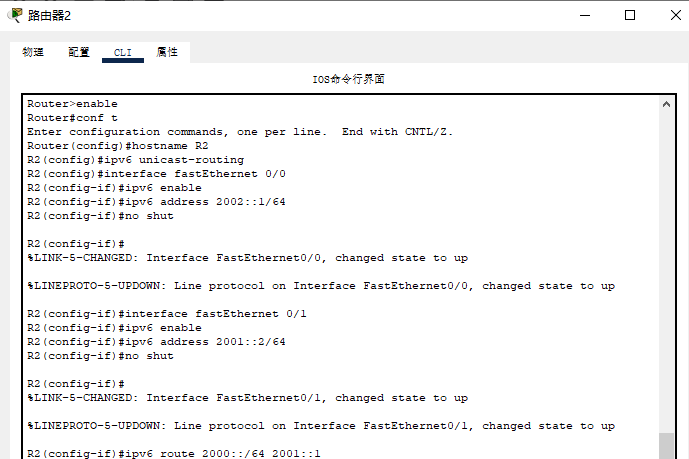 路由器2
物理 配置 CLI 属性
IOS命令行界面
Router>enable
Router#conf t
Enter configuration commands, one per line.  End with CNTL/Z.
Router(config)#hostname R2
R2(config)#ipv6 unicast-routing
R2(config)#interface fastEthernet 0/0
R2(config-if)#ipv6 enable
R2(config-if)#ipv6 address 2002::1/64
R2(config-if)#no shut
R2(config-if)#
%LINK-5-CHANGED: Interface FastEthernet0/0, changed state to up
%LINEPROTO-5-UPDOWN: Line protocol on Interface FastEthernet0/0, changed state to up
R2(config-if)#interface fastEthernet 0/1
R2(config-if)#ipv6 enable
R2(config-if)#ipv6 address 2001::2/64
R2(config-if)#no shut
R2(config-if)#
%LINK-5-CHANGED: Interface FastEthernet0/1, changed state to up
%LINEPROTO-5-UPDOWN: Line protocol on Interface FastEthernet0/1, changed state to up
R2(config-if)#ipv6 route 2000::/64 2001::1